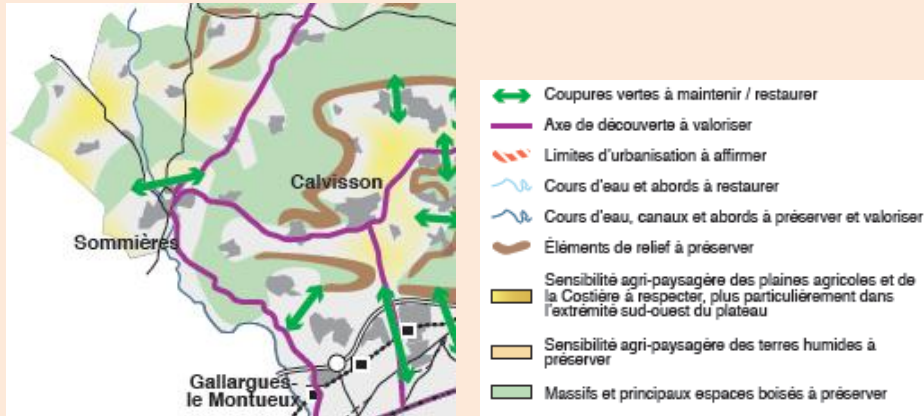 Calvisson
Sommières
Gallargues-
le Montueux
Coupures vertes à maintenir / restaurer
Axe de découverte à valoriser
Limites d'urbanisation à affirmer
Cours d'eau et abords à restaurer
Cours d'eau, canaux et abords à préserver et valoriser
Éléments de relief à préserver
Sensibilité agri-paysagère des plaines agricoles et de
la Costière à respecter, plus particulièrement dans
l'extrémité sud-ouest du plateau
Sensibilité agri-paysagère des terres humides à
préserver
Massifs et principaux espaces boisés à préserver